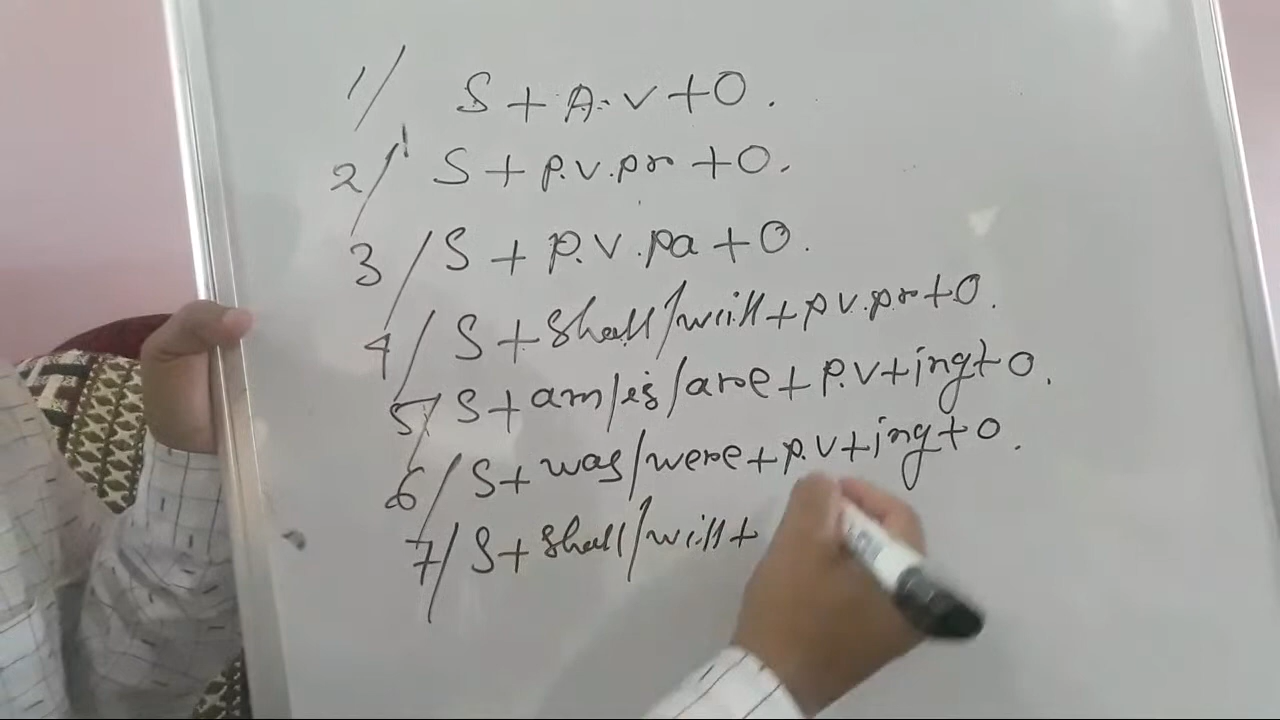 1/ S + A.v + O.
2/ S + p.v.pr + O.
3/ S + p.v.pa + O.
4/ S + shall/will + p.v.pr + O.
5/ S + am/is/are + p.v + ing + O.
6/ S + was/were + p.v + ing + O.
7/ S + shall/will +